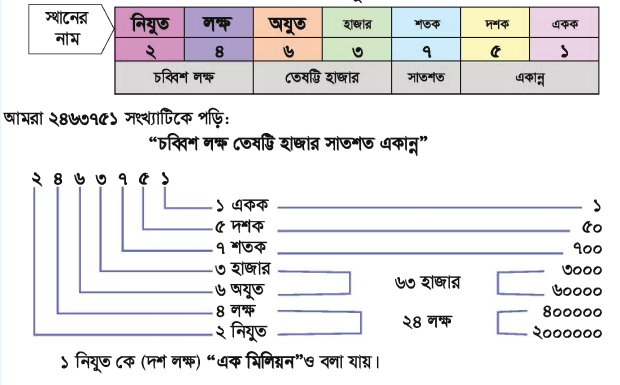 স্থানের নাম
নিযুত লক্ষ অযুত হাজার শতক দশক একক
২ ৪ ৬ ৩ ৭ ৫ ১
চব্বিশ লক্ষ তেষট্টি হাজার সাতশত একান্ন
আমরা ২৪৬৩৭৫১ সংখ্যাটিকে পড়ি:
“চব্বিশ লক্ষ তেষট্টি হাজার সাতশত একান্ন”
২ ৪ ৬ ৩ ৭ ৫ ১
১ একক ১
৫ দশক ৫০
৭ শতক ৭০০
৩ হাজার ৩০০০
৬৩ হাজার
৬ অযুত ৬০০০০
৪ লক্ষ ৪০০০০০
২৪ লক্ষ
২ নিযুত ২০০০০০০
১ নিযুত কে (দশ লক্ষ) “এক মিলিয়ন”ও বলা যায়।